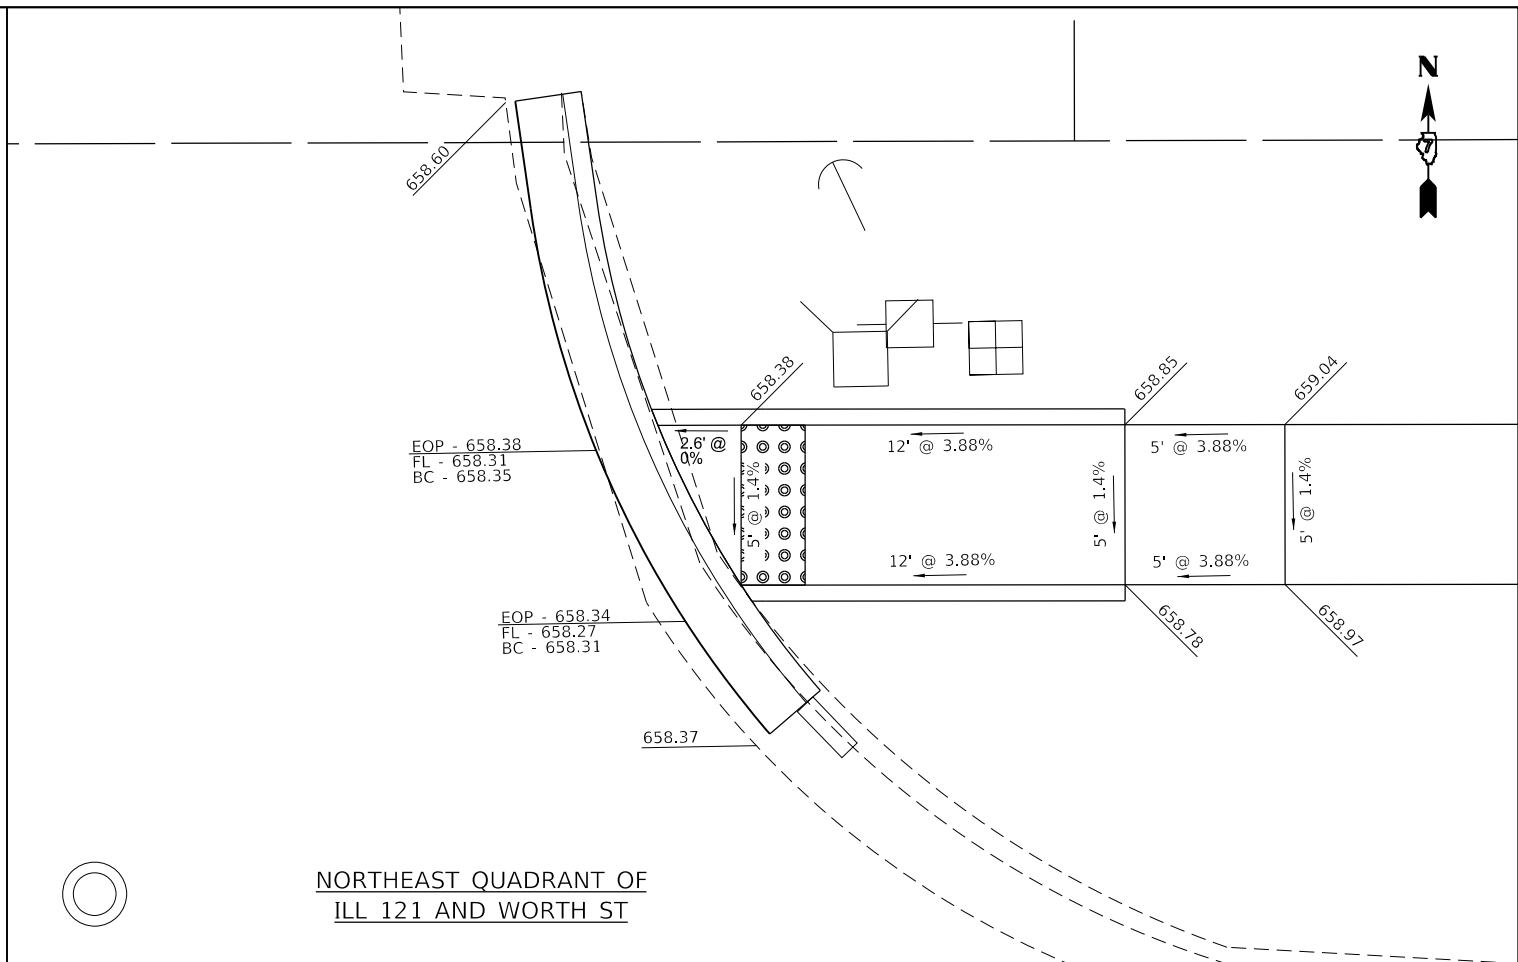 N
7
658.60
658.38
658.85
659.04
EOP - 658.38
FL - 658.31
BC - 658.35
2.6' @
0%
12' @ 3.88%
5' @ 3.88%
5' @ 1.4%
5' @ 1.4%
5' @ 1.4%
12' @ 3.88%
5' @ 3.88%
EOP - 658.34
FL - 658.27
BC - 658.31
658.78
658.97
658.37
NORTHEAST QUADRANT OF
ILL 121 AND WORTH ST